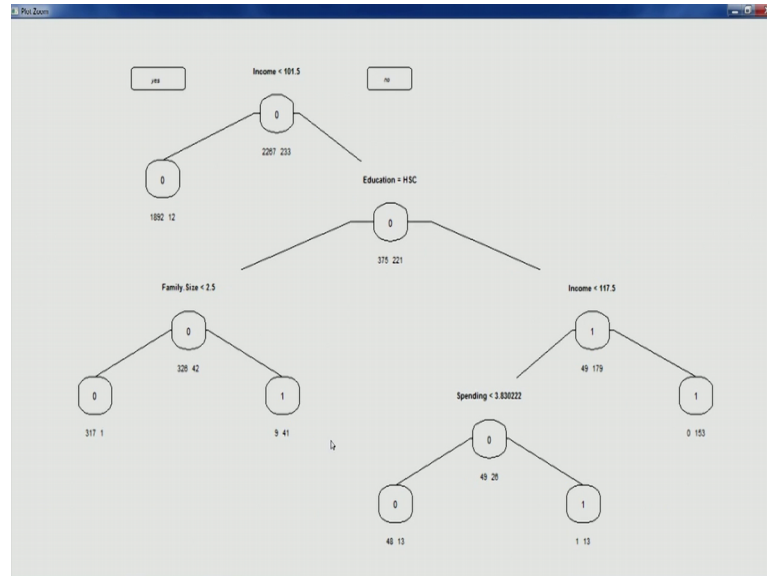 Plot Zoom
yes
Income < 101.5
no
0
2267 233
0
1892 12
Education = HSC
0
375 221
Family.Size < 2.5
Income < 117.5
0
1
326 42
49 179
0
1
317 1
9 41
Spending < 3.830222
1
0 153
0
49 26
0
1
48 13
1 13